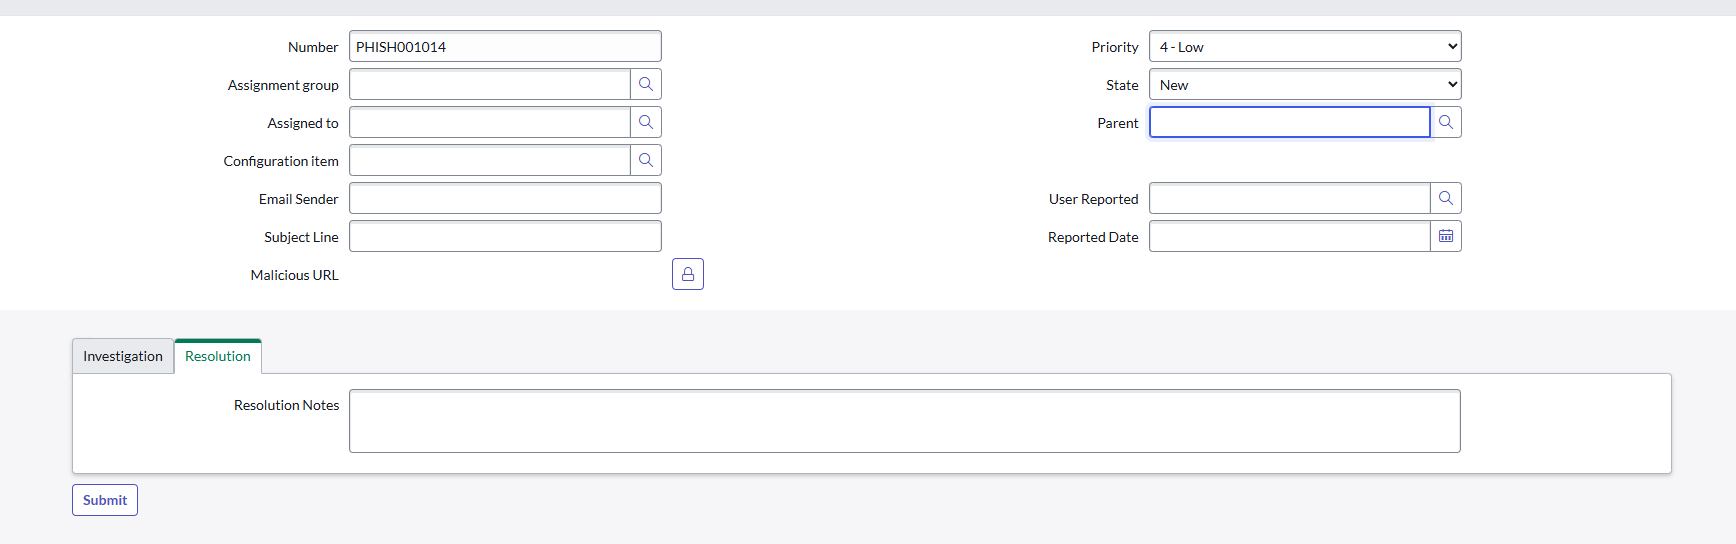 Number PHISH001014 Priority 4 - Low
Assignment group State New
Assigned to Parent
Configuration item
Email Sender User Reported
Subject Line Reported Date
Malicious URL
Investigation Resolution
Resolution Notes
Submit